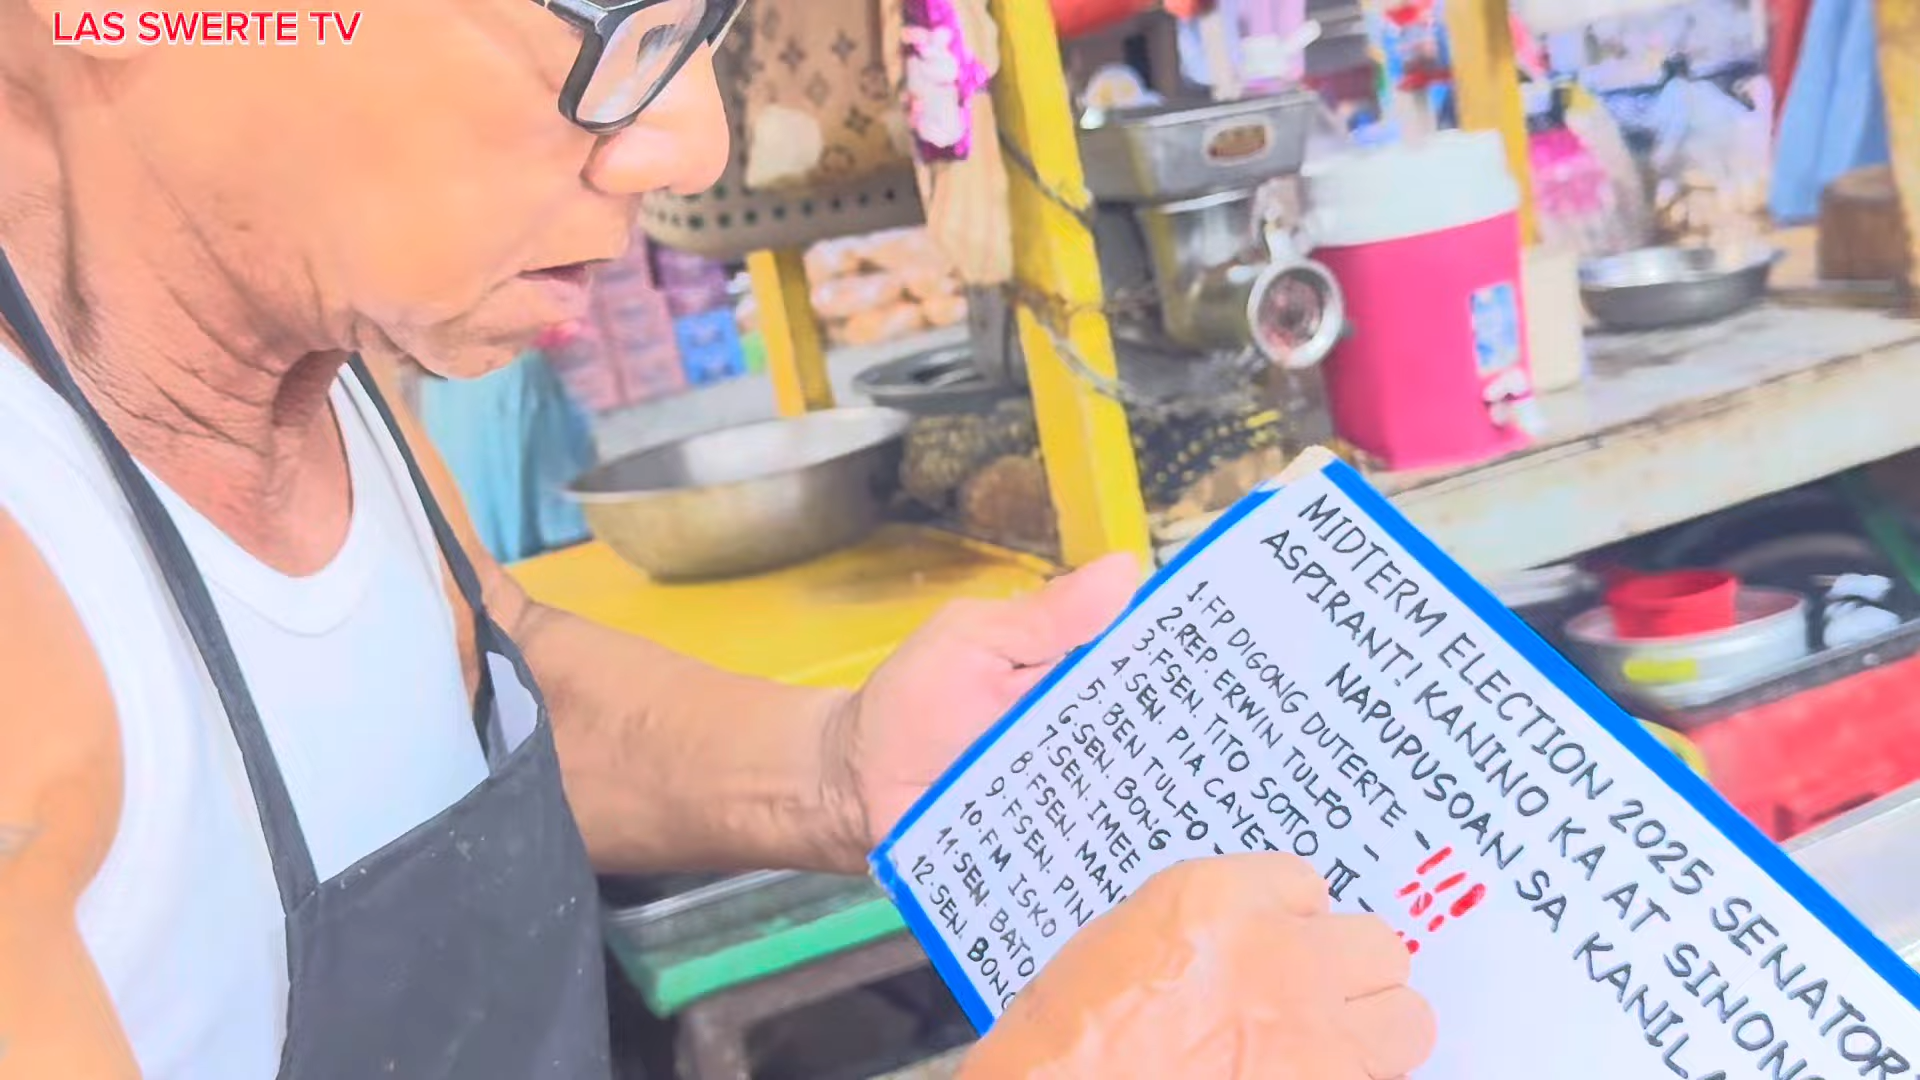 LAS SWERTE TV
MIDTERM ELECTION 2025 SENATOR
ASPIRANT! KANINO KA AT SINONG
NAPUPUSOAN SA KANILA
1. FP DIGONG DUTERTE -
2. REP. ERWIN TULFO -
3. FSEN. TITO SOTTO III -
4. SEN. PIA CAYET
5. BEN TULFO -
6. SEN. BONG
7. SEN. IMEE
8. FSEN. MAN
9. FSEN. PIN
10. FM ISKO
11. SEN. BATO
12. SEN. BONG